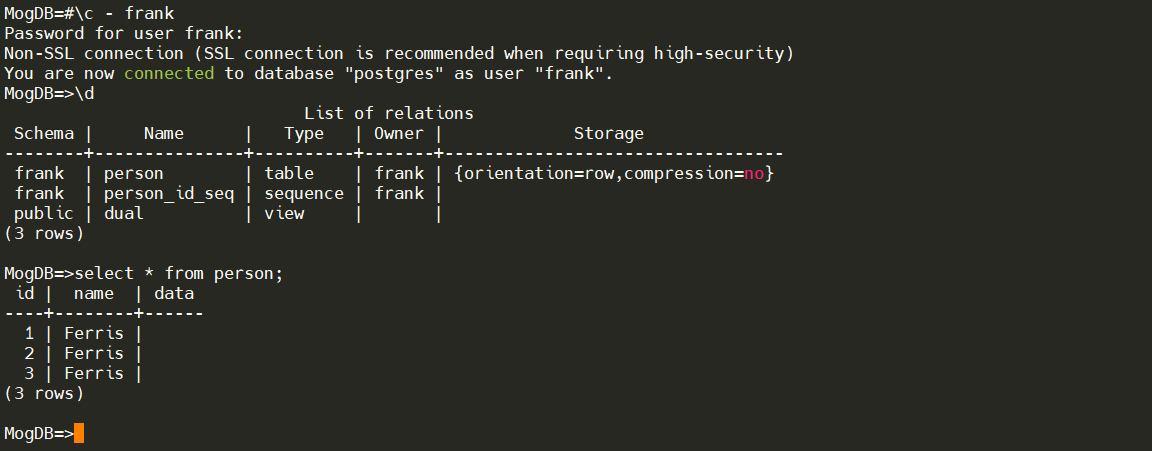 MogDB=#\c - frank
Password for user frank:
Non-SSL connection (SSL connection is recommended when requiring high-security)
You are now connected to database "postgres" as user "frank".
MogDB=>\d
                              List of relations
 Schema |     Name      |   Type   | Owner |             Storage
--------+---------------+----------+-------+----------------------------------
 frank  | person        | table    | frank | {orientation=row,compression=no}
 frank  | person_id_seq | sequence | frank |
 public | dual          | view     |       |
(3 rows)

MogDB=>select * from person;
 id |  name  | data
----+--------+------
  1 | Ferris |
  2 | Ferris |
  3 | Ferris |
(3 rows)

MogDB=>